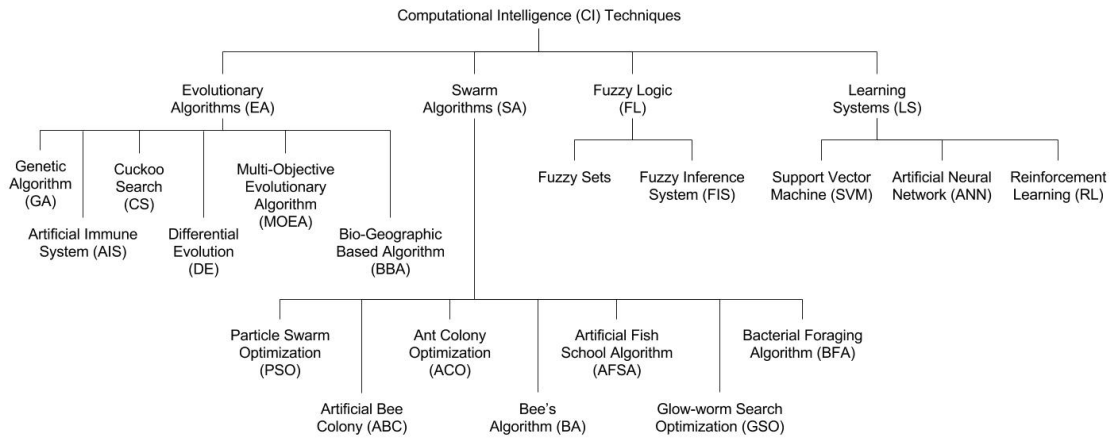 Computational Intelligence (CI) Techniques
Evolutionary
Algorithms (EA)
Swarm
Algorithms (SA)
Fuzzy Logic
(FL)
Learning
Systems (LS)
Genetic
Algorithm
(GA)
Cuckoo
Search
(CS)
Multi-Objective
Evolutionary
Algorithm
(MOEA)
Fuzzy Sets
Fuzzy Inference
System (FIS)
Support Vector
Machine (SVM)
Artificial Neural
Network (ANN)
Reinforcement
Learning (RL)
Artificial Immune
System (AIS)
Differential
Evolution
(DE)
Bio-Geographic
Based Algorithm
(BBA)
Particle Swarm
Optimization
(PSO)
Ant Colony
Optimization
(ACO)
Artificial Fish
School Algorithm
(AFSA)
Bacterial Foraging
Algorithm (BFA)
Artificial Bee
Colony (ABC)
Bee's
Algorithm (BA)
Glow-worm Search
Optimization (GSO)